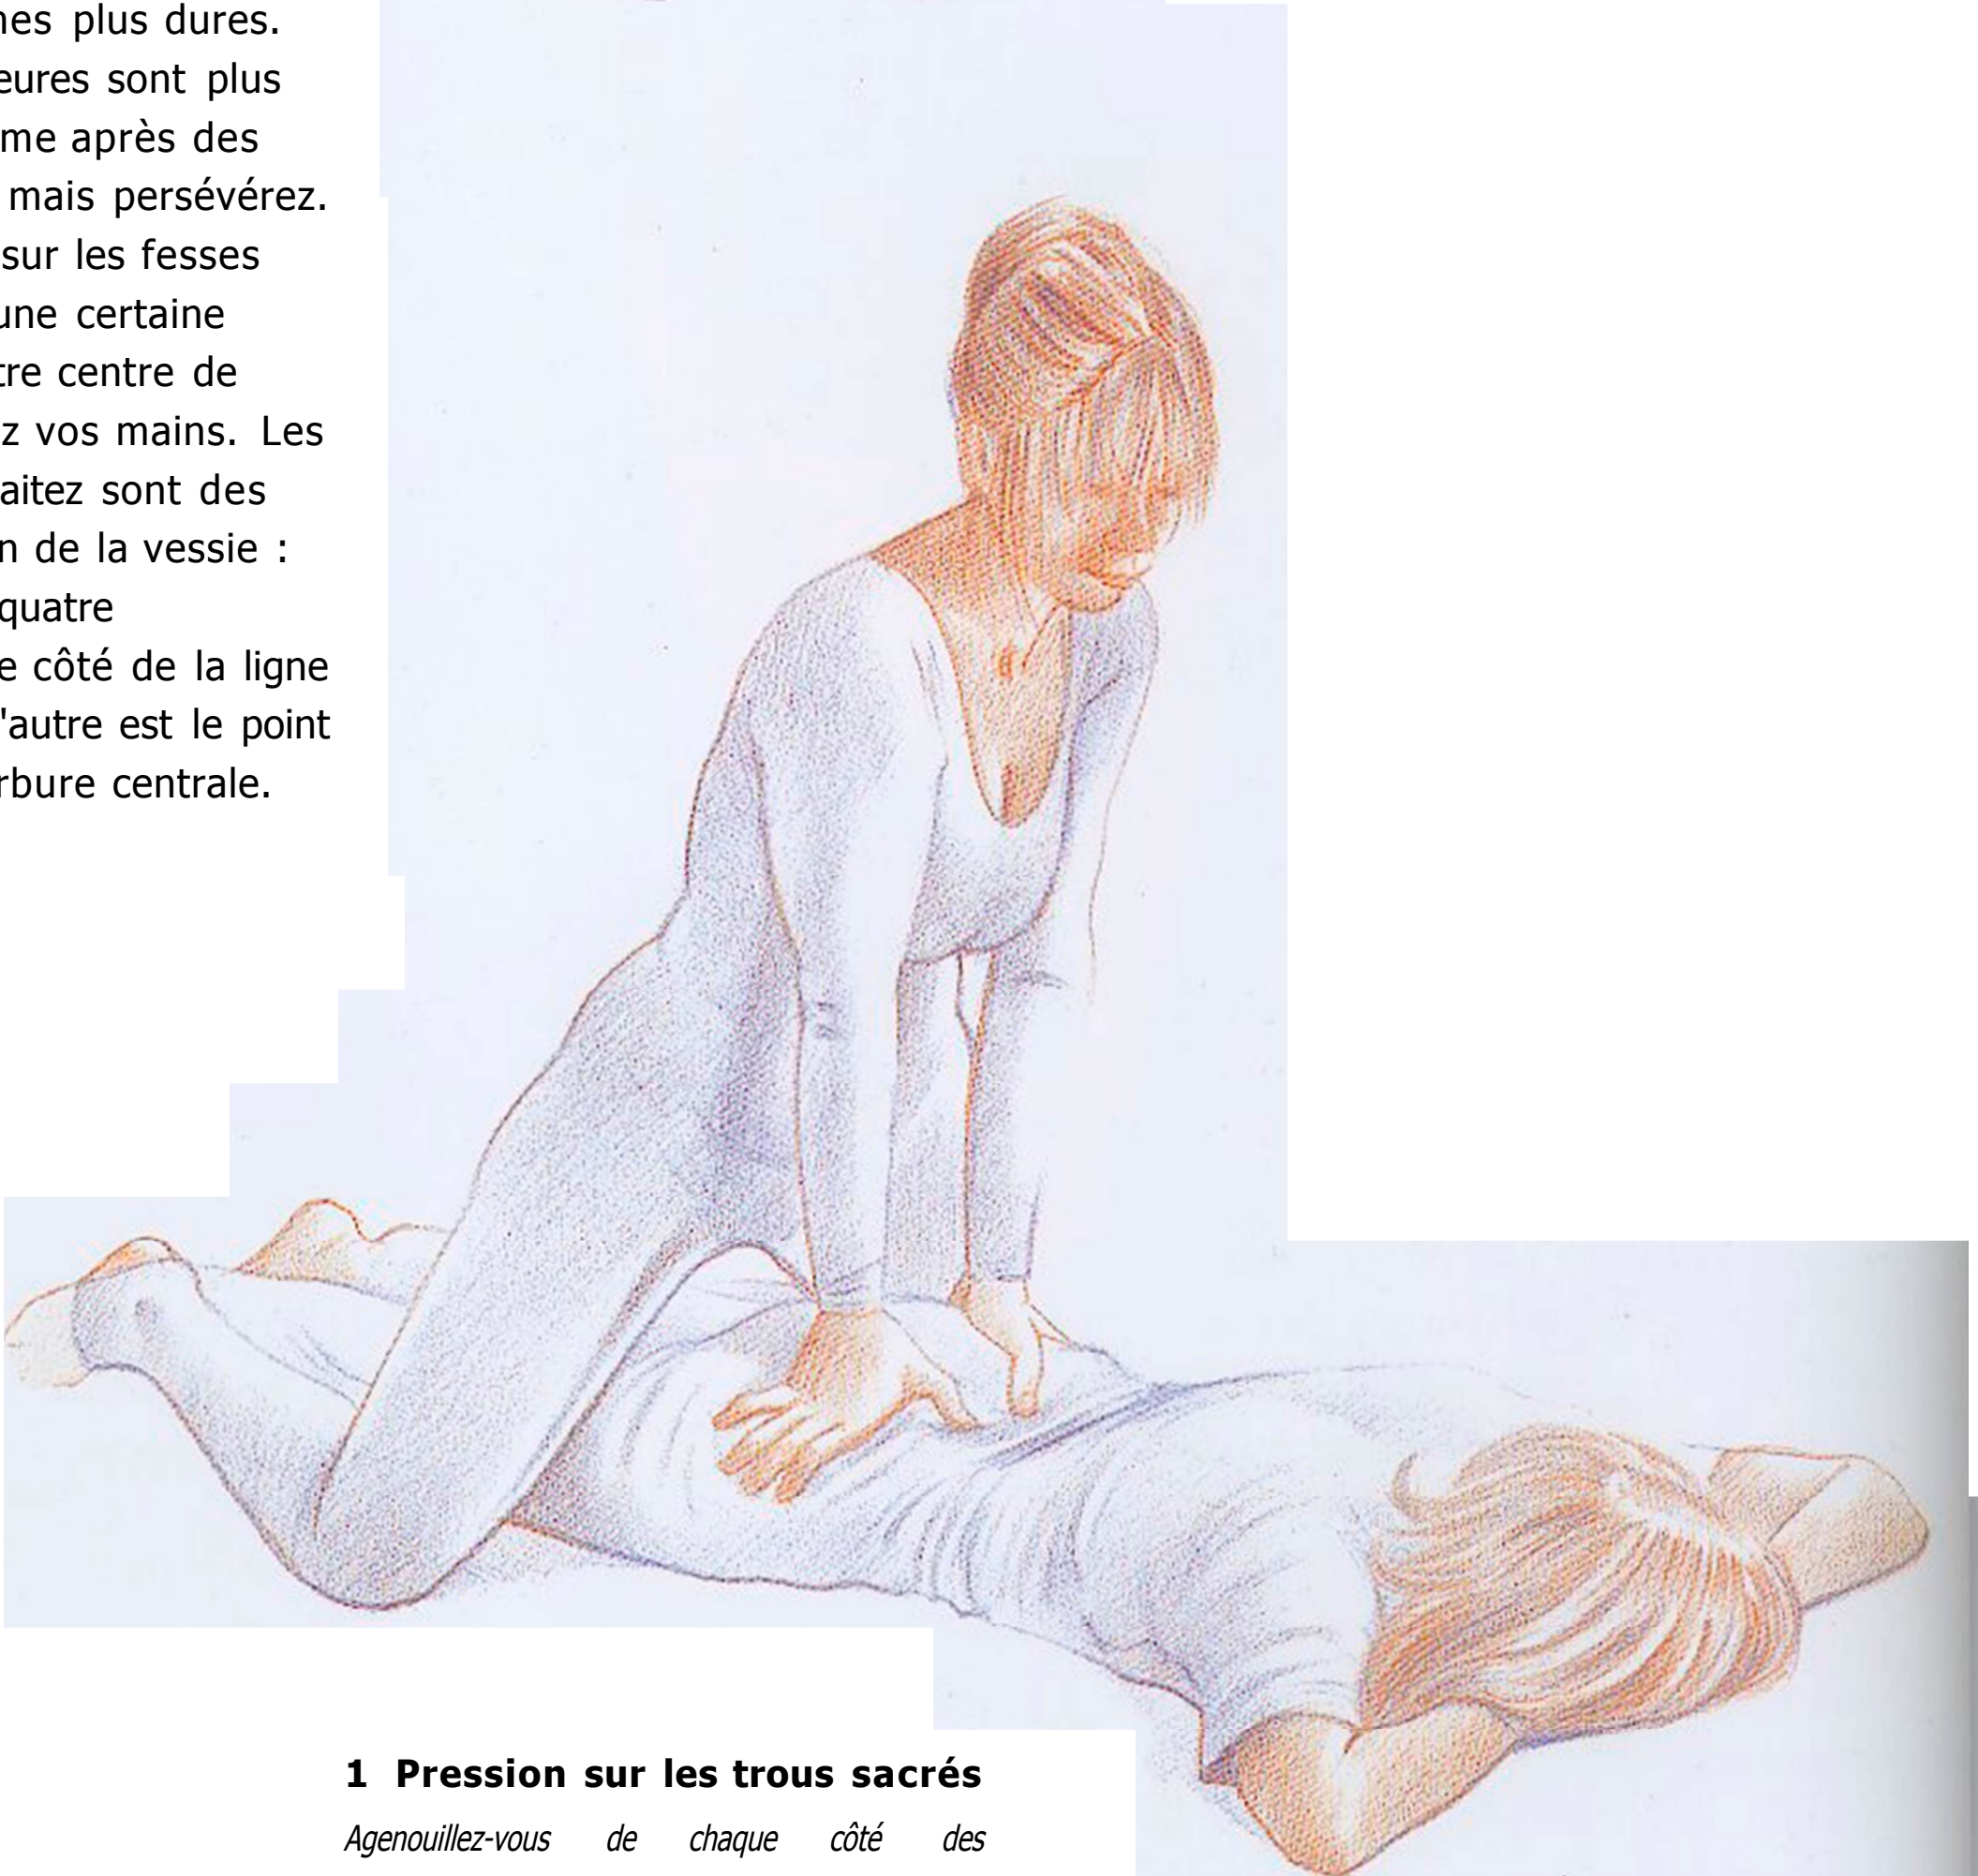 nes plus dures.
eures sont plus
me après des
mais persévérez.
sur les fesses
une certaine
tre centre de
z vos mains. Les
aitez sont des
n de la vessie :
quatre
e côté de la ligne
'autre est le point
rbure centrale.
1 Pression sur les trous sacrés
Agenouillez-vous de chaque côté des